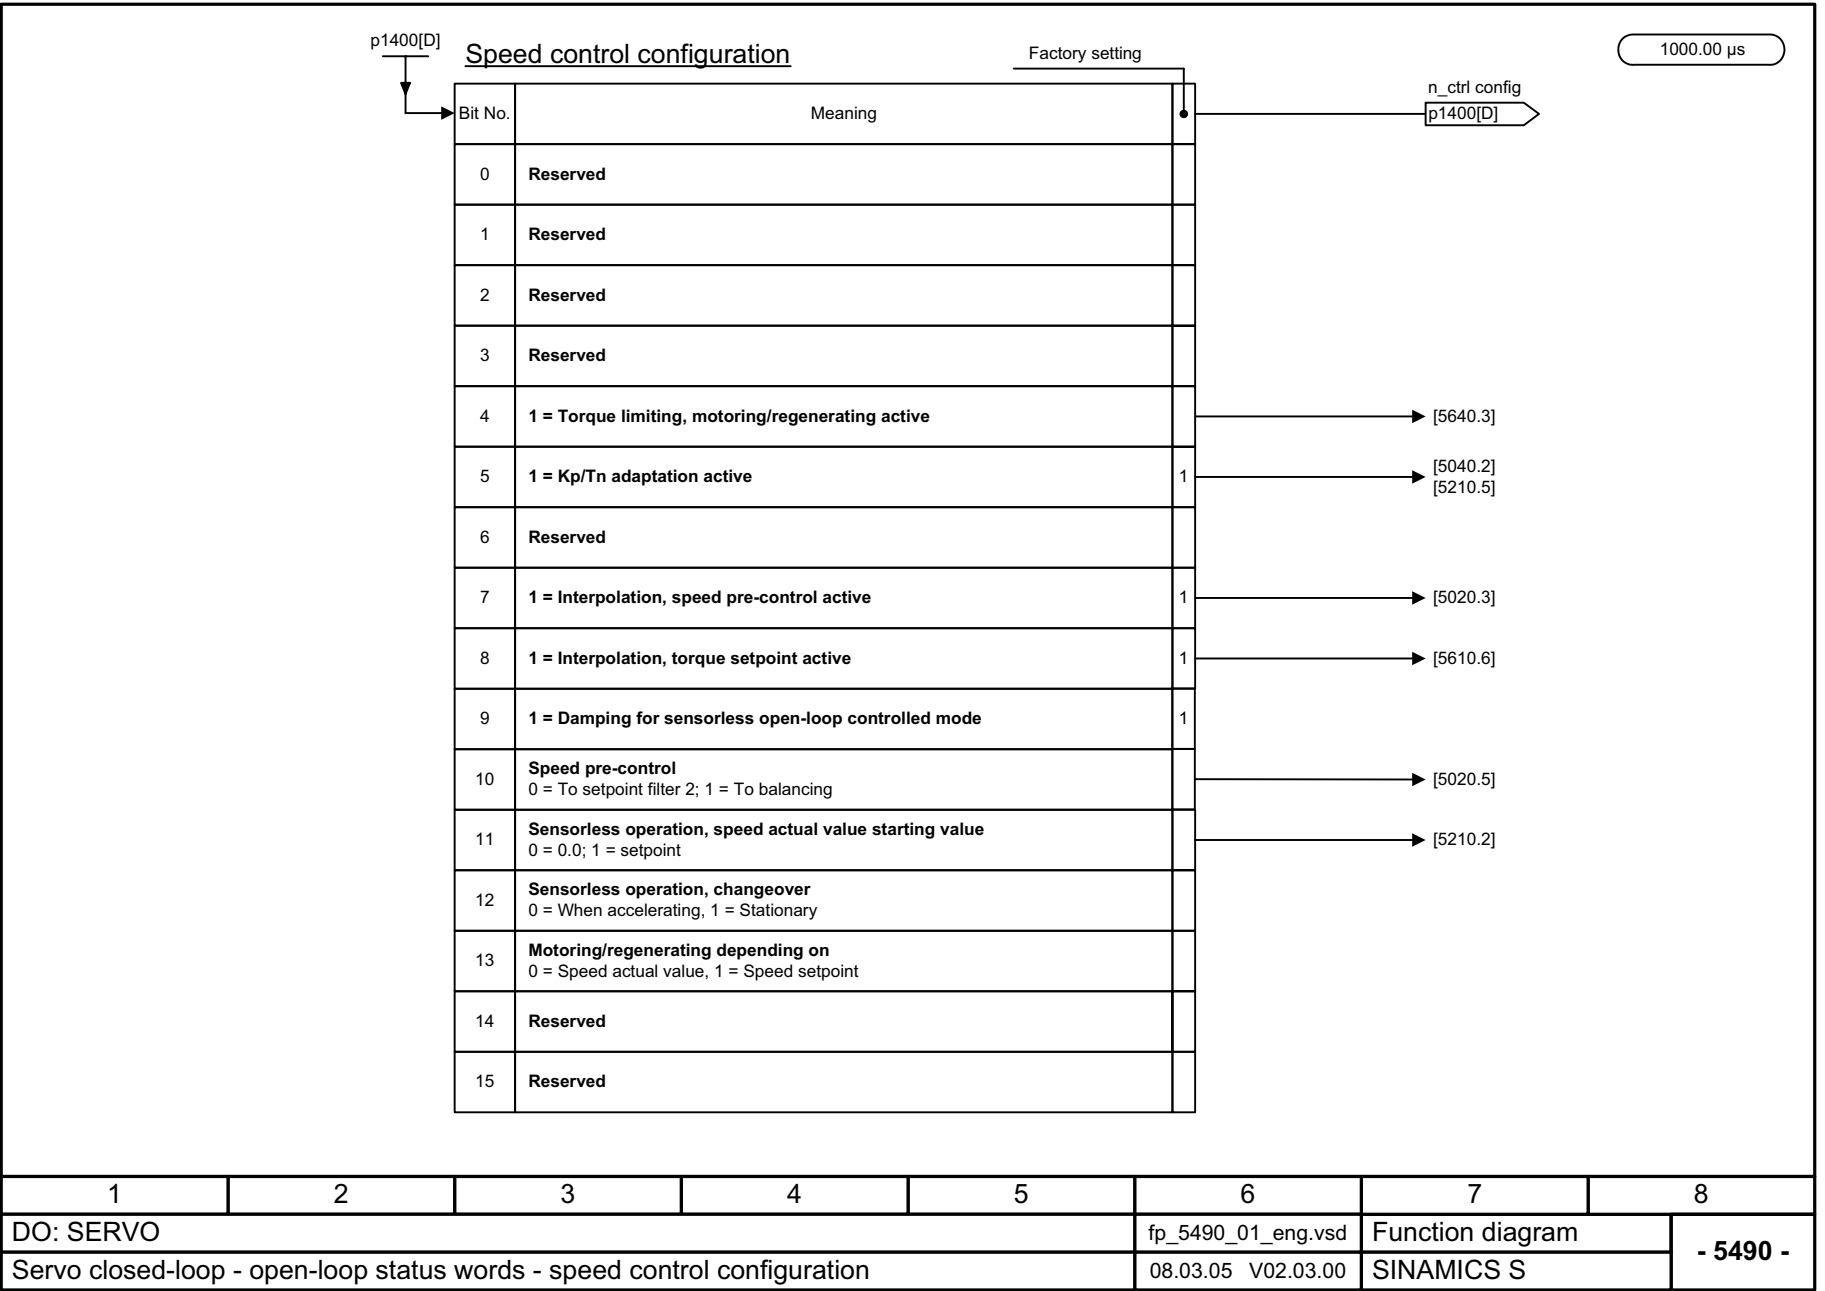 p1400[D]
Speed control configuration
Factory setting
1000.00 µs
n_ctrl config
p1400[D]
Bit No. Meaning
0 Reserved
1 Reserved
2 Reserved
3 Reserved
4 1 = Torque limiting, motoring/regenerating active [5640.3]
5 1 = Kp/Tn adaptation active 1 [5040.2]
[5210.5]
6 Reserved
7 1 = Interpolation, speed pre-control active 1 [5020.3]
8 1 = Interpolation, torque setpoint active 1 [5610.6]
9 1 = Damping for sensorless open-loop controlled mode 1
10 Speed pre-control
0 = To setpoint filter 2; 1 = To balancing [5020.5]
11 Sensorless operation, speed actual value starting value
0 = 0.0; 1 = setpoint [5210.2]
12 Sensorless operation, changeover
0 = When accelerating, 1 = Stationary
13 Motoring/regenerating depending on
0 = Speed actual value, 1 = Speed setpoint
14 Reserved
15 Reserved
1 2 3 4 5 6 7 8
DO: SERVO fp_5490_01_eng.vsd Function diagram
- 5490 -
Servo closed-loop - open-loop status words - speed control configuration 08.03.05 V02.03.00 SINAMICS S